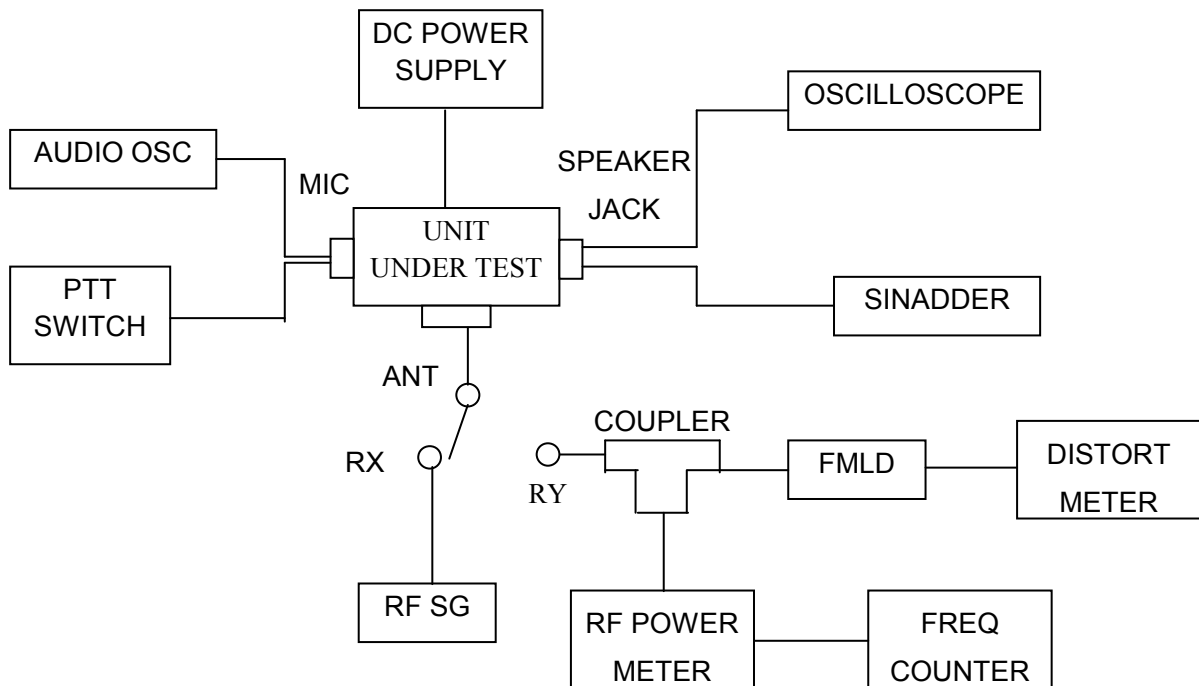 DC POWER
SUPPLY
OSCILLOSCOPE
AUDIO OSC
MIC
SPEAKER
JACK
UNIT
UNDER TEST
PTT
SWITCH
SINADDER
ANT
COUPLER
RX
RY
FMLD
DISTORT
METER
RF SG
RF POWER
METER
FREQ
COUNTER